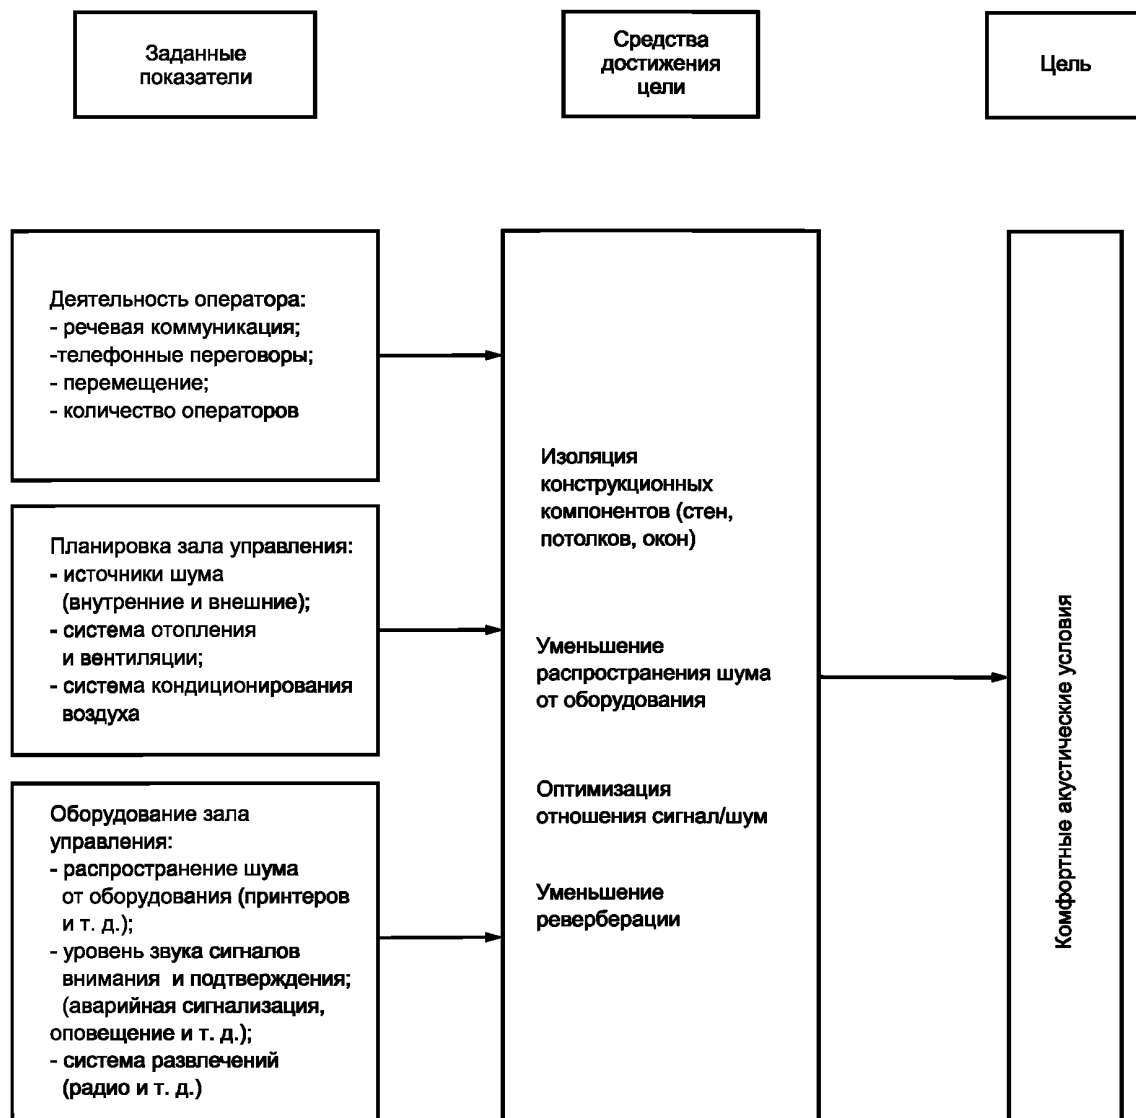 Заданные
показатели
Средства
достижения
цели
Цель
Деятельность оператора:
- речевая коммуникация;
-телефонные переговоры;
- перемещение;
- количество операторов
Планировка зала управления:
- источники шума
(внутренние и внешние);
- система отопления
и вентиляции;
- система кондиционирования
воздуха
Оборудование зала
управления:
- распространение шума
от оборудования (принтеров
и т. д.);
- уровень звука сигналов
внимания и подтверждения;
(аварийная сигнализация,
оповещение и т. д.);
- система развлечений
(радио и т. д.)
Изоляция
конструкционных
компонентов (стен,
потолков, окон)
Уменьшение
распространения шума
от оборудования
Оптимизация
отношения сигнал/шум
Уменьшение
реверберации
Комфортные акустические условия